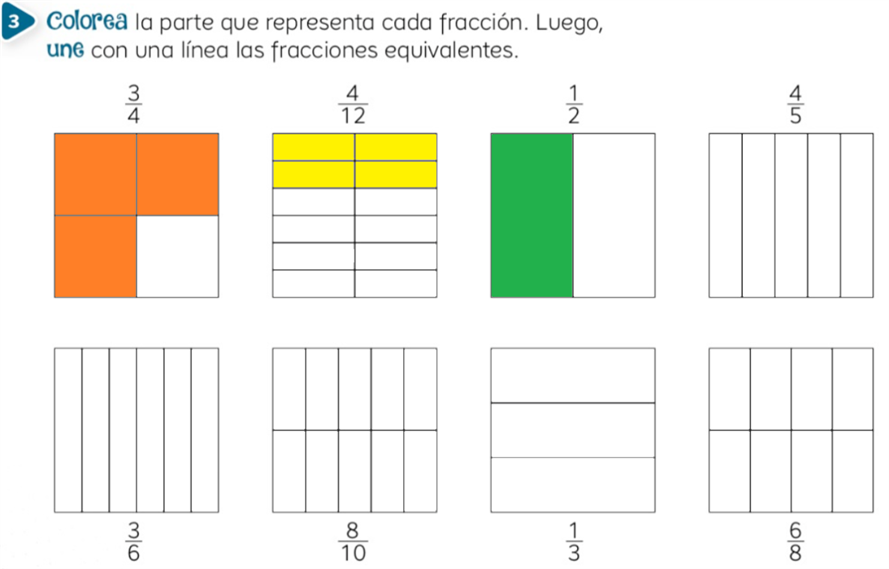 3 Colorea la parte que representa cada fracción. Luego,
une con una línea las fracciones equivalentes.
3/4 4/12 1/2 4/5
3/6 8/10 1/3 6/8